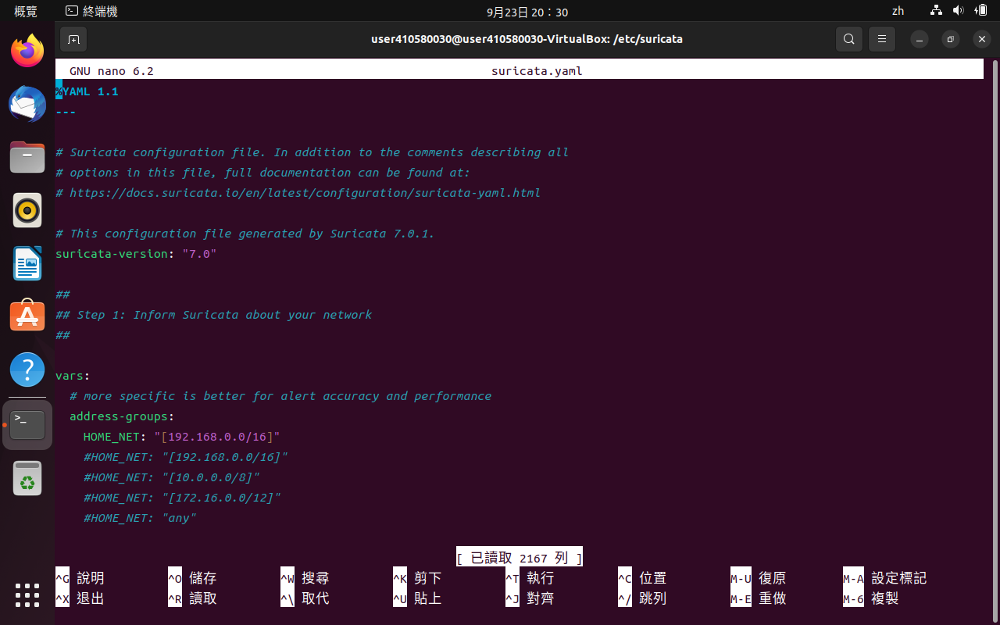 概覽 終端機 9月23日 20：30 zh
user410580030@user410580030-VirtualBox: /etc/suricata
GNU nano 6.2 suricata.yaml
%YAML 1.1
---
# Suricata configuration file. In addition to the comments describing all
# options in this file, full documentation can be found at:
# https://docs.suricata.io/en/latest/configuration/suricata-yaml.html
# This configuration file generated by Suricata 7.0.1.
suricata-version: "7.0"
##
## Step 1: Inform Suricata about your network
##
vars:
# more specific is better for alert accuracy and performance
address-groups:
HOME_NET: "[192.168.0.0/16]"
#HOME_NET: "[192.168.0.0/16]"
#HOME_NET: "[10.0.0.0/8]"
#HOME_NET: "[172.16.0.0/12]"
#HOME_NET: "any"
[ 已讀取 2167 列 ]
^G 說明 ^O 儲存 ^W 搜尋 ^K 剪下 ^T 執行 ^C 位置 M-U 復原 M-A 設定標記
^X 退出 ^R 讀取 ^\ 取代 ^U 貼上 ^J 對齊 ^/ 跳列 M-E 重做 M-6 複製